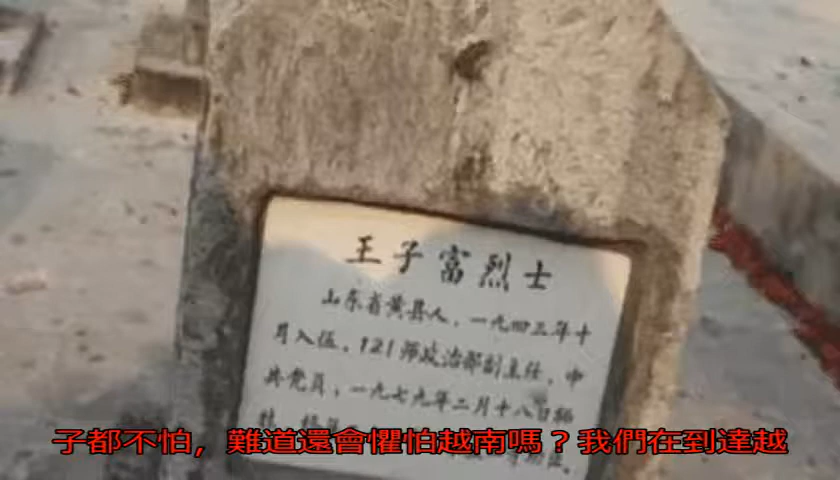 王子富烈士
山东省黄县人，一九四三年十
月入伍，121师政治部副主任，中
共党员，一九七九年二月十八日
子都不怕，難道還會懼怕越南嗎？我們在到達越